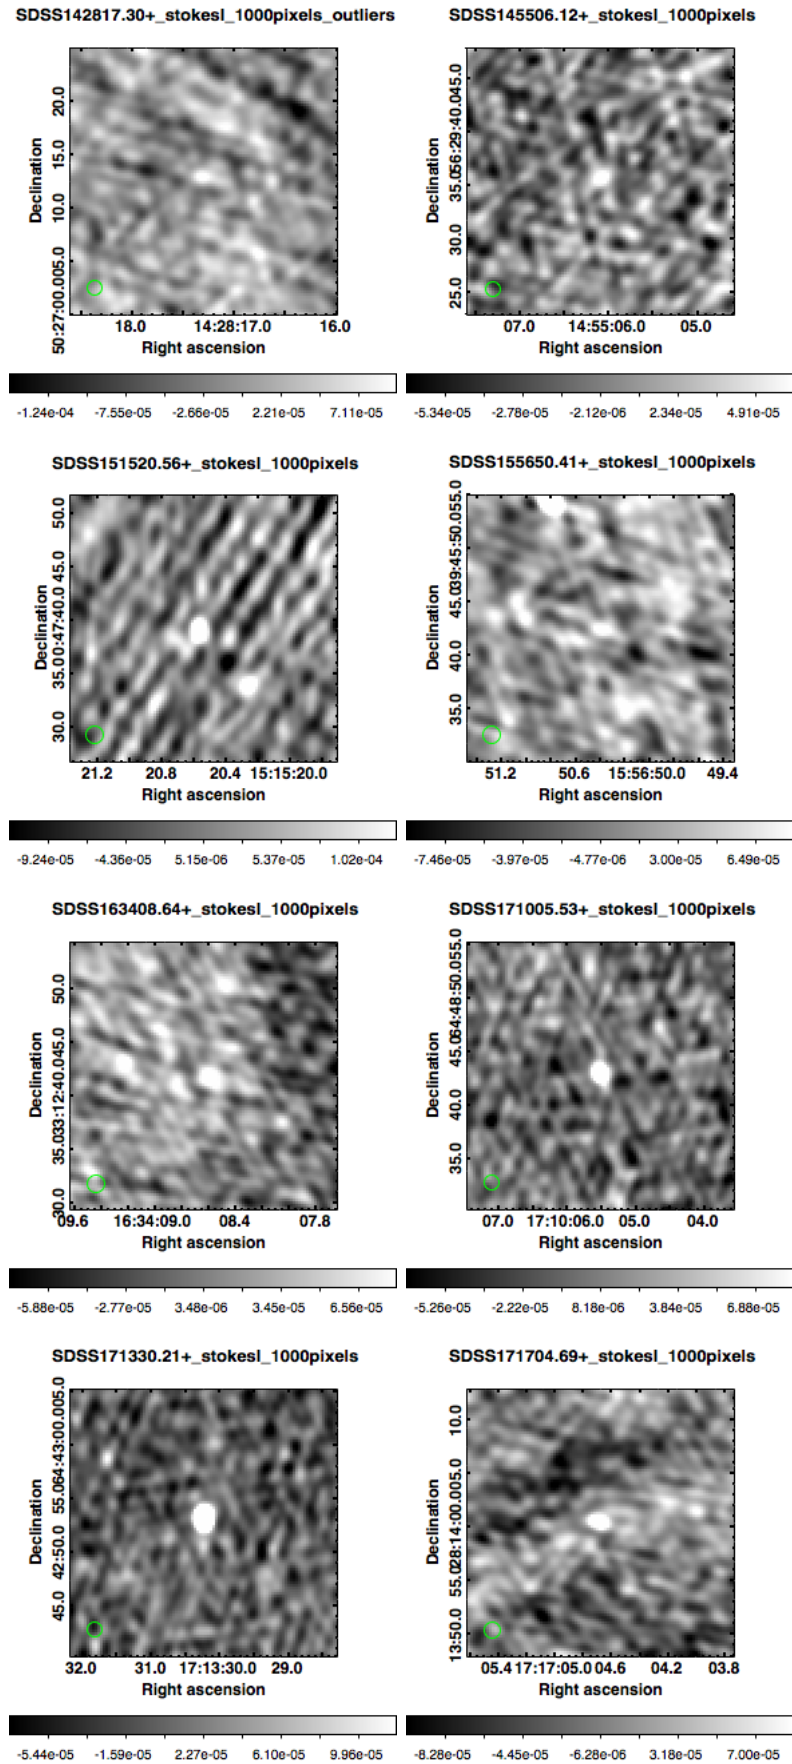 SDSS142817.30+_stokesI_1000pixels_outliers
SDSS145506.12+_stokesI_1000pixels
Declination
50:27:00.005.0 10.0 15.0 20.0
18.0 14:28:17.0 16.0
Right ascension
-1.24e-04 -7.55e-05 -2.66e-05 2.21e-05 7.11e-05
Declination
25.0 30.0 35.056:29:40.045.0
07.0 14:55:06.0 05.0
Right ascension
-5.34e-05 -2.78e-05 -2.12e-06 2.34e-05 4.91e-05
SDSS151520.56+_stokesI_1000pixels
SDSS155650.41+_stokesI_1000pixels
Declination
30.0 35.00:47:40.0 45.0 50.0
21.2 20.8 20.4 15:15:20.0
Right ascension
-9.24e-05 -4.36e-05 5.15e-06 5.37e-05 1.02e-04
Declination
35.0 40.0 45.039:45:50.055.0
51.2 50.6 15:56:50.0 49.4
Right ascension
-7.46e-05 -3.97e-05 -4.77e-06 3.00e-05 6.49e-05
SDSS163408.64+_stokesI_1000pixels
SDSS171005.53+_stokesI_1000pixels
Declination
30.0 35.033:12:40.045.0 50.0
09.6 16:34:09.0 08.4 07.8
Right ascension
-5.88e-05 -2.77e-05 3.48e-06 3.45e-05 6.56e-05
Declination
35.0 40.0 45.064:48:50.055.0
07.0 17:10:06.0 05.0 04.0
Right ascension
-5.26e-05 -2.22e-05 8.18e-06 3.84e-05 6.88e-05
SDSS171330.21+_stokesI_1000pixels
SDSS171704.69+_stokesI_1000pixels
Declination
45.0 42:50.0 55.064:43:00.005.0
32.0 31.0 17:13:30.0 29.0
Right ascension
-5.44e-05 -1.59e-05 2.27e-05 6.10e-05 9.96e-05
Declination
13:50.0 55.028:14:00.005.0 10.0
05.4 17:17:05.0 04.6 04.2 03.8
Right ascension
-8.28e-05 -4.45e-05 -6.28e-06 3.18e-05 7.00e-05